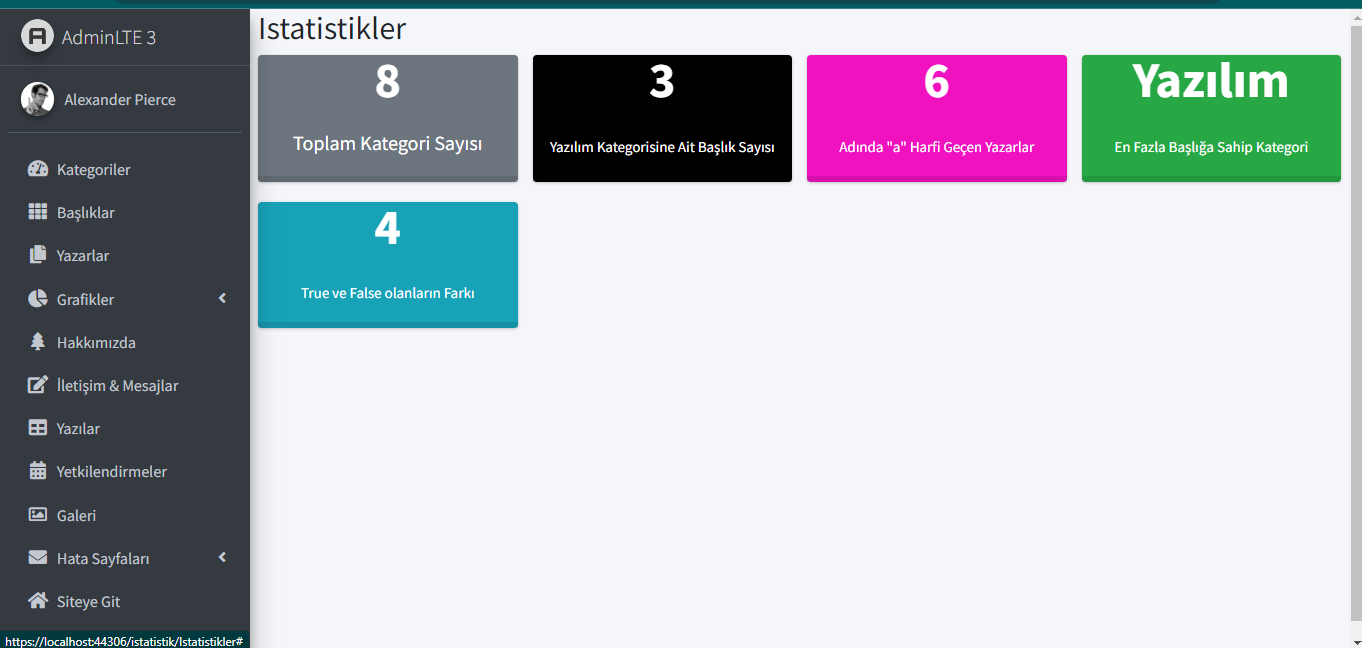 AdminLTE 3
Alexander Pierce
Kategoriler
Başlıklar
Yazarlar
Grafikler
Hakkımızda
İletişim & Mesajlar
Yazılar
Yetkilendirmeler
Galeri
Hata Sayfaları
Siteye Git
https://localhost:44306/istatistik/Istatistikler#
Istatistikler
8
Toplam Kategori Sayısı
3
Yazılım Kategorisine Ait Başlık Sayısı
6
Adında "a" Harfi Geçen Yazarlar
Yazılım
En Fazla Başlığa Sahip Kategori
4
True ve False olanların Farkı